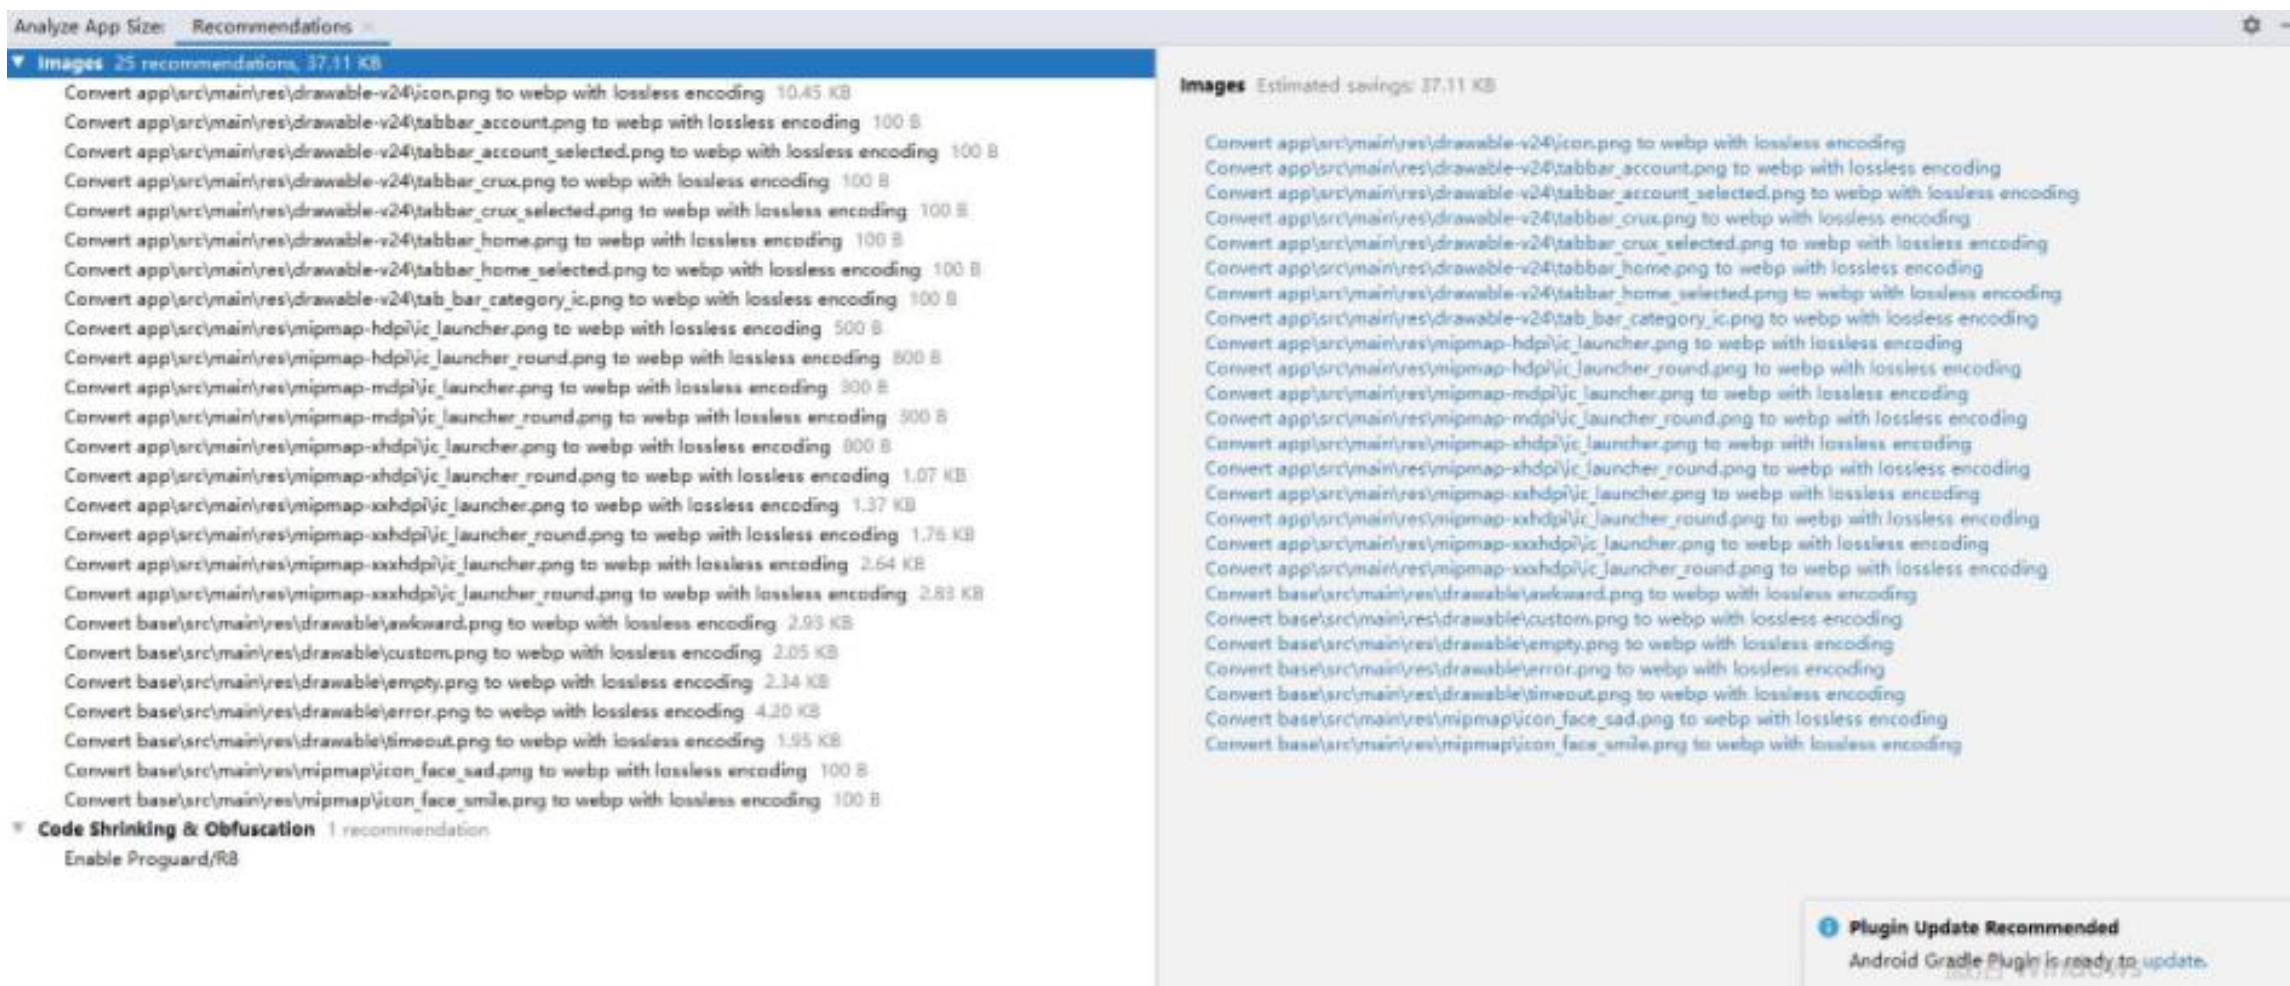 Analyze App Size: Recommendations
Images 25 recommendations, 37.11 KB
Convert app\src\main\res\drawable-v24\icon.png to webp with lossless encoding 10.45 KB
Convert app\src\main\res\drawable-v24\tabbar_account.png to webp with lossless encoding 100 B
Convert app\src\main\res\drawable-v24\tabbar_account_selected.png to webp with lossless encoding 100 B
Convert app\src\main\res\drawable-v24\tabbar_crux.png to webp with lossless encoding 100 B
Convert app\src\main\res\drawable-v24\tabbar_crux_selected.png to webp with lossless encoding 100 B
Convert app\src\main\res\drawable-v24\tabbar_home.png to webp with lossless encoding 100 B
Convert app\src\main\res\drawable-v24\tabbar_home_selected.png to webp with lossless encoding 100 B
Convert app\src\main\res\drawable-v24\tab_bar_category_ic.png to webp with lossless encoding 100 B
Convert app\src\main\res\mipmap-hdpi\ic_launcher.png to webp with lossless encoding 500 B
Convert app\src\main\res\mipmap-hdpi\ic_launcher_round.png to webp with lossless encoding 800 B
Convert app\src\main\res\mipmap-mdpi\ic_launcher.png to webp with lossless encoding 300 B
Convert app\src\main\res\mipmap-mdpi\ic_launcher_round.png to webp with lossless encoding 300 B
Convert app\src\main\res\mipmap-xhdpi\ic_launcher.png to webp with lossless encoding 800 B
Convert app\src\main\res\mipmap-xhdpi\ic_launcher_round.png to webp with lossless encoding 1.07 KB
Convert app\src\main\res\mipmap-xxhdpi\ic_launcher.png to webp with lossless encoding 1.37 KB
Convert app\src\main\res\mipmap-xxhdpi\ic_launcher_round.png to webp with lossless encoding 1.76 KB
Convert app\src\main\res\mipmap-xxxhdpi\ic_launcher.png to webp with lossless encoding 2.64 KB
Convert app\src\main\res\mipmap-xxxhdpi\ic_launcher_round.png to webp with lossless encoding 2.83 KB
Convert base\src\main\res\drawable\awkward.png to webp with lossless encoding 2.93 KB
Convert base\src\main\res\drawable\custom.png to webp with lossless encoding 2.05 KB
Convert base\src\main\res\drawable\empty.png to webp with lossless encoding 2.34 KB
Convert base\src\main\res\drawable\error.png to webp with lossless encoding 4.20 KB
Convert base\src\main\res\drawable\timeout.png to webp with lossless encoding 1.95 KB
Convert base\src\main\res\mipmap\icon_face_sad.png to webp with lossless encoding 100 B
Convert base\src\main\res\mipmap\icon_face_smile.png to webp with lossless encoding 100 B
Code Shrinking & Obfuscation 1 recommendation
Enable Proguard/R8
Images Estimated savings: 37.11 KB
Convert app\src\main\res\drawable-v24\icon.png to webp with lossless encoding
Convert app\src\main\res\drawable-v24\tabbar_account.png to webp with lossless encoding
Convert app\src\main\res\drawable-v24\tabbar_account_selected.png to webp with lossless encoding
Convert app\src\main\res\drawable-v24\tabbar_crux.png to webp with lossless encoding
Convert app\src\main\res\drawable-v24\tabbar_crux_selected.png to webp with lossless encoding
Convert app\src\main\res\drawable-v24\tabbar_home.png to webp with lossless encoding
Convert app\src\main\res\drawable-v24\tabbar_home_selected.png to webp with lossless encoding
Convert app\src\main\res\drawable-v24\tab_bar_category_ic.png to webp with lossless encoding
Convert app\src\main\res\mipmap-hdpi\ic_launcher.png to webp with lossless encoding
Convert app\src\main\res\mipmap-hdpi\ic_launcher_round.png to webp with lossless encoding
Convert app\src\main\res\mipmap-mdpi\ic_launcher.png to webp with lossless encoding
Convert app\src\main\res\mipmap-mdpi\ic_launcher_round.png to webp with lossless encoding
Convert app\src\main\res\mipmap-xhdpi\ic_launcher.png to webp with lossless encoding
Convert app\src\main\res\mipmap-xhdpi\ic_launcher_round.png to webp with lossless encoding
Convert app\src\main\res\mipmap-xxhdpi\ic_launcher.png to webp with lossless encoding
Convert app\src\main\res\mipmap-xxhdpi\ic_launcher_round.png to webp with lossless encoding
Convert app\src\main\res\mipmap-xxxhdpi\ic_launcher.png to webp with lossless encoding
Convert app\src\main\res\mipmap-xxxhdpi\ic_launcher_round.png to webp with lossless encoding
Convert base\src\main\res\drawable\awkward.png to webp with lossless encoding
Convert base\src\main\res\drawable\custom.png to webp with lossless encoding
Convert base\src\main\res\drawable\empty.png to webp with lossless encoding
Convert base\src\main\res\drawable\error.png to webp with lossless encoding
Convert base\src\main\res\drawable\timeout.png to webp with lossless encoding
Convert base\src\main\res\mipmap\icon_face_sad.png to webp with lossless encoding
Convert base\src\main\res\mipmap\icon_face_smile.png to webp with lossless encoding
Plugin Update Recommended
Android Gradle Plugin is ready to update.